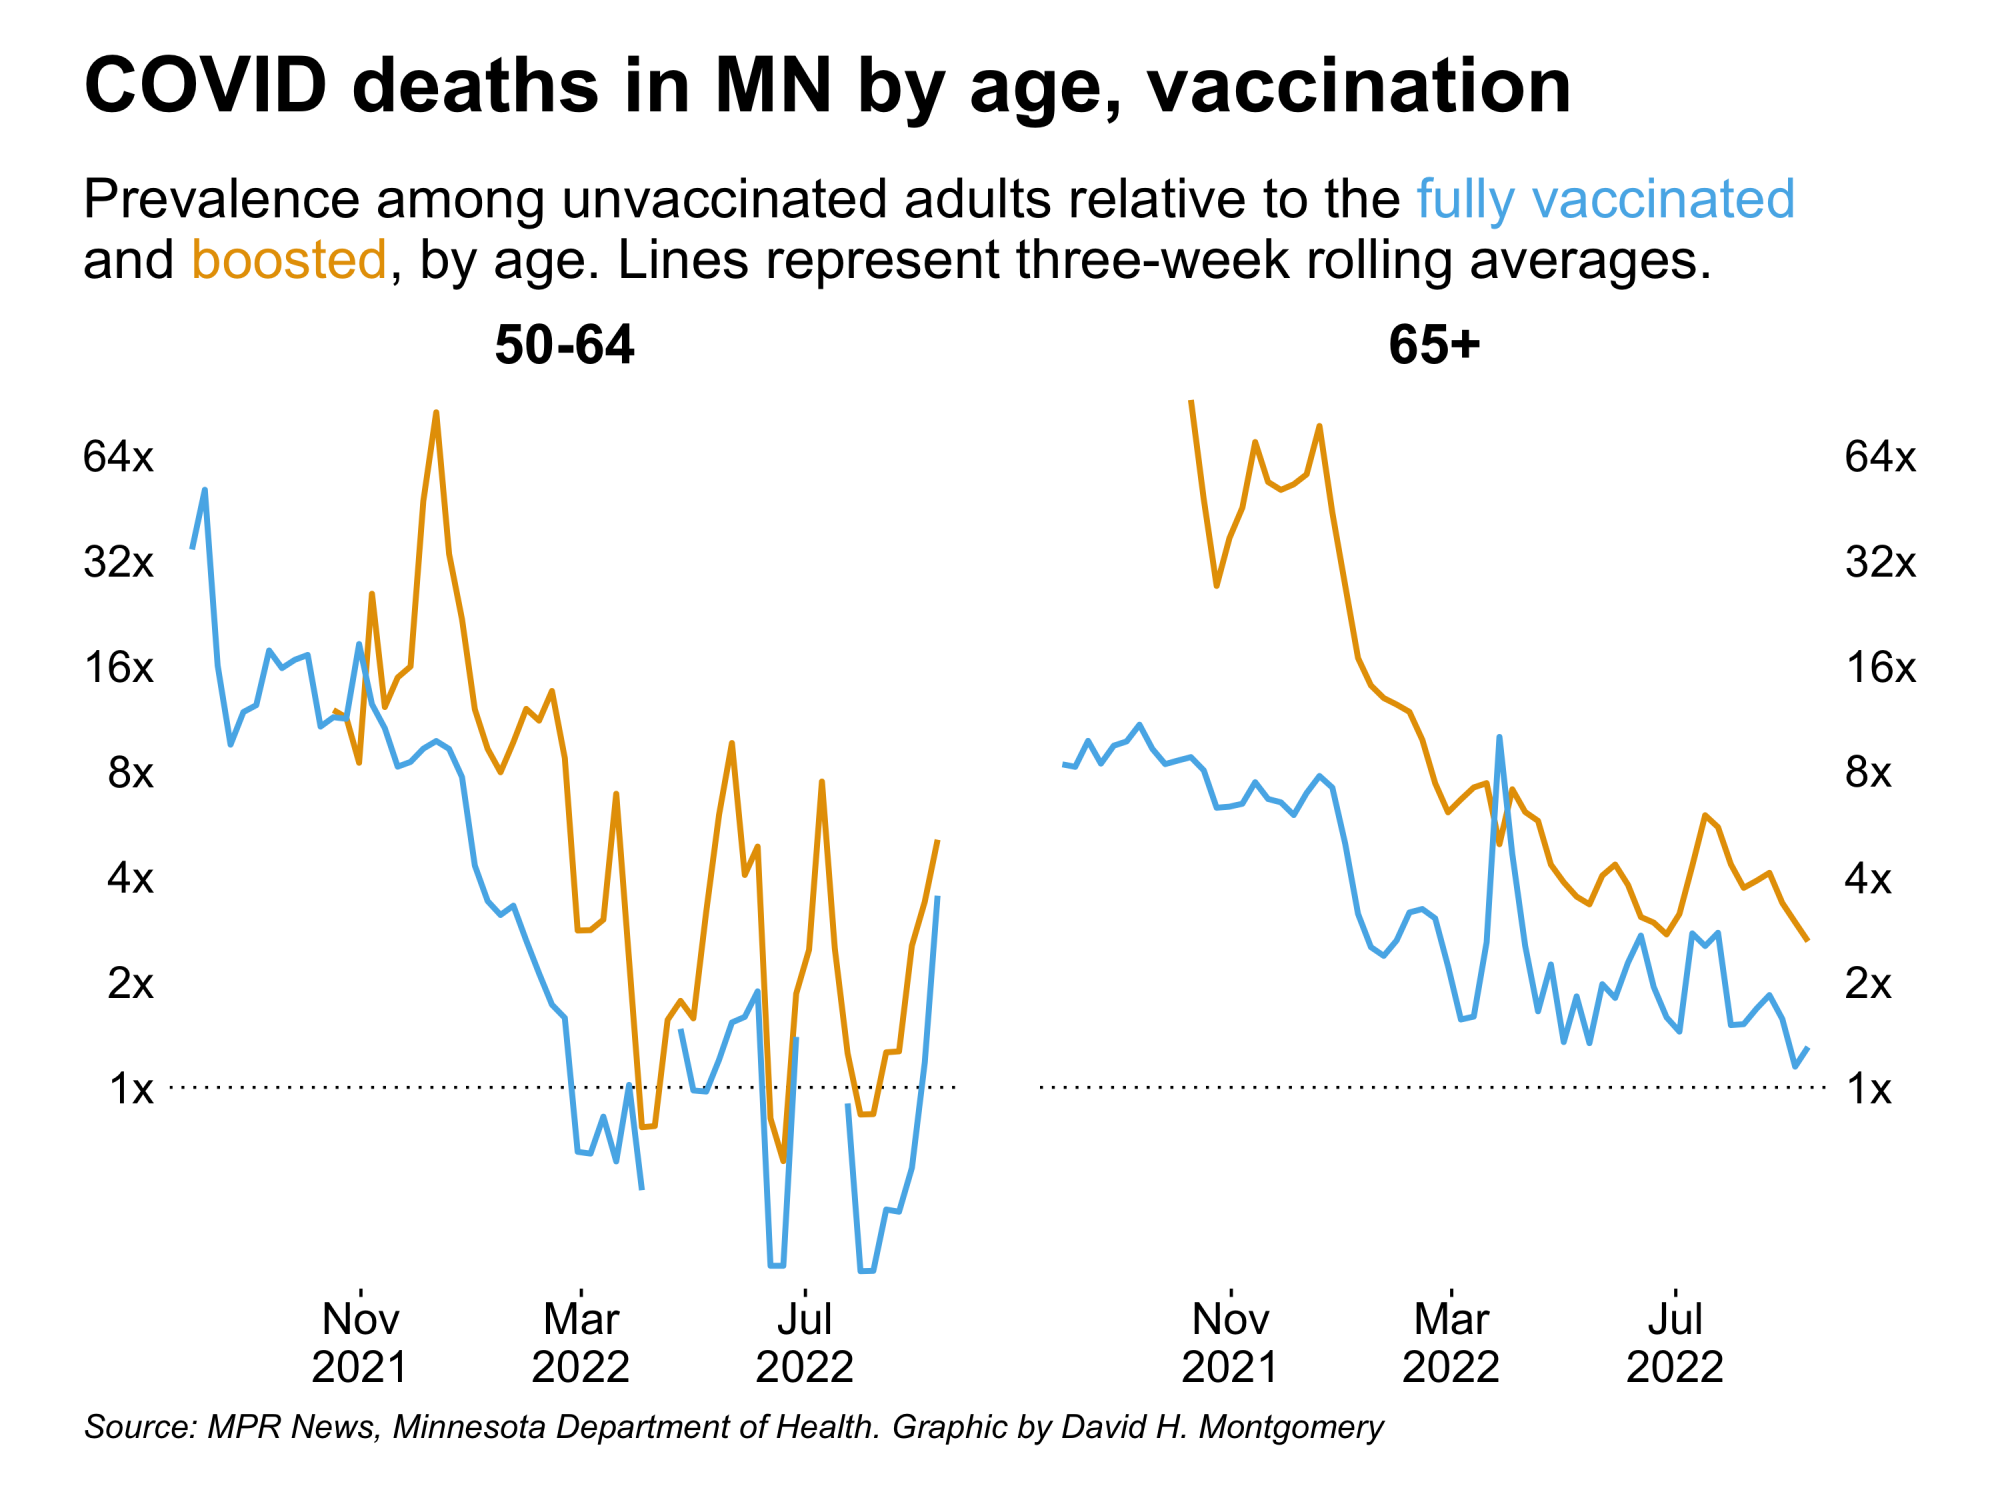 COVID deaths in MN by age, vaccination
Prevalence among unvaccinated adults relative to the fully vaccinated
and boosted, by age. Lines represent three-week rolling averages.
50-64
65+
64x
32x
16x
8x
4x
2x
1x
64x
32x
16x
8x
4x
2x
1x
Nov
2021
Mar
2022
Jul
2022
Nov
2021
Mar
2022
Jul
2022
Source: MPR News, Minnesota Department of Health. Graphic by David H. Montgomery